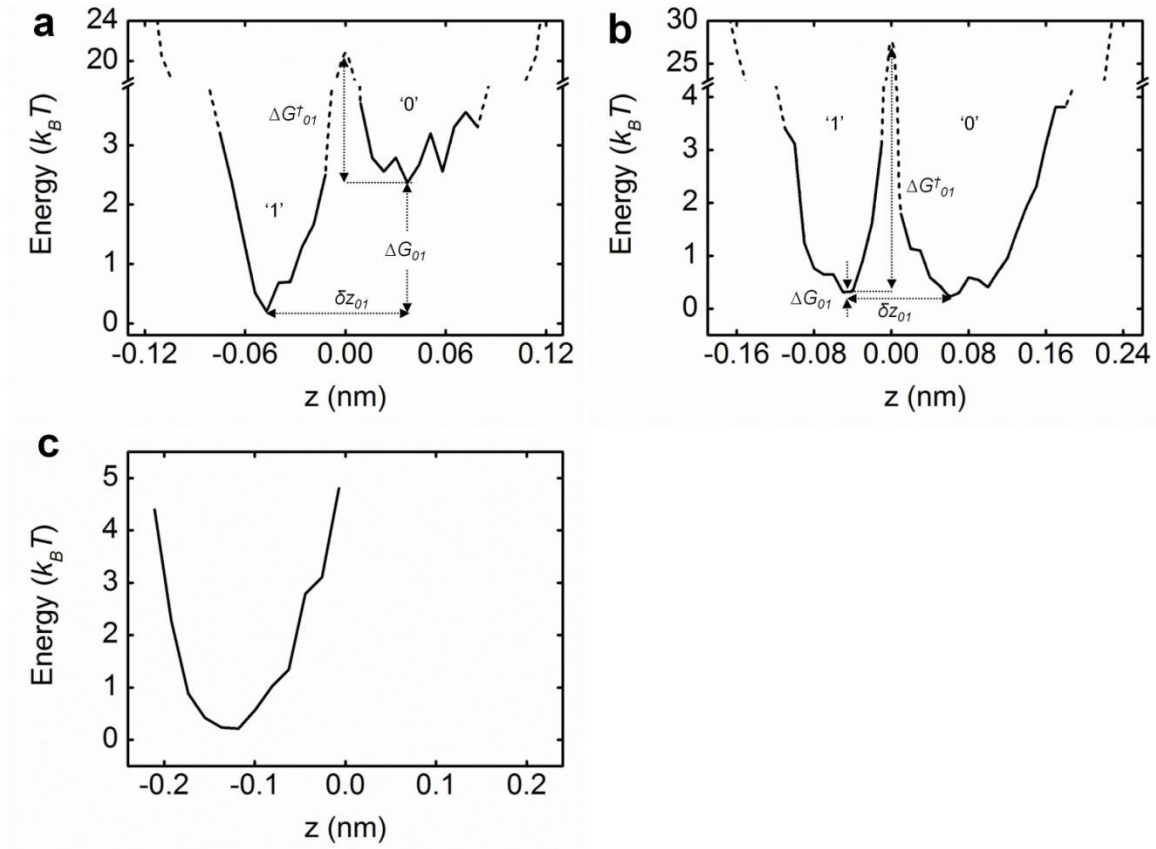 a
24
20
3
2
1
0
Energy (k_B T)
ΔG†₀₁
'0'
'1'
ΔG₀₁
δz₀₁
-0.12 -0.06 0.00 0.06 0.12
z (nm)
b
30
25
4
3
2
1
0
Energy (k_B T)
'1'
'0'
ΔG†₀₁
ΔG₀₁
δz₀₁
-0.16 -0.08 0.00 0.08 0.16 0.24
z (nm)
c
5
4
3
2
1
0
Energy (k_B T)
-0.2 -0.1 0.0 0.1 0.2
z (nm)